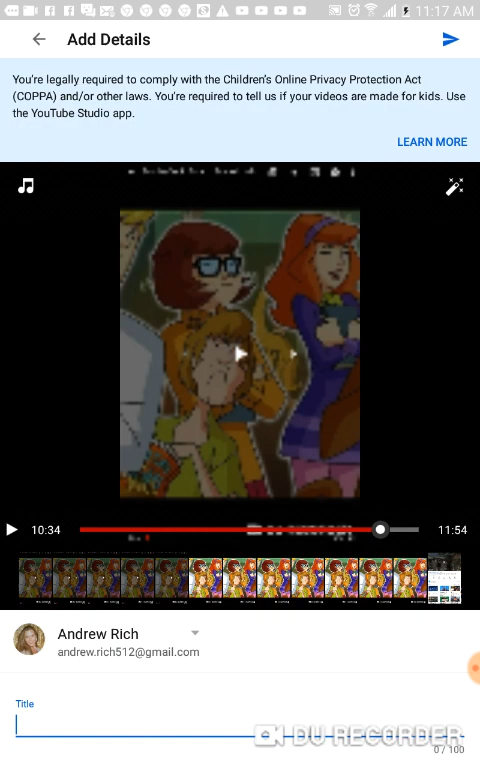 11:17 AM
Add Details
You're legally required to comply with the Children's Online Privacy Protection Act
(COPPA) and/or other laws. You're required to tell us if your videos are made for kids. Use
the YouTube Studio app.
LEARN MORE
10:34
11:54
Andrew Rich
andrew.rich512@gmail.com
Title
DU RECORDER
0 / 100